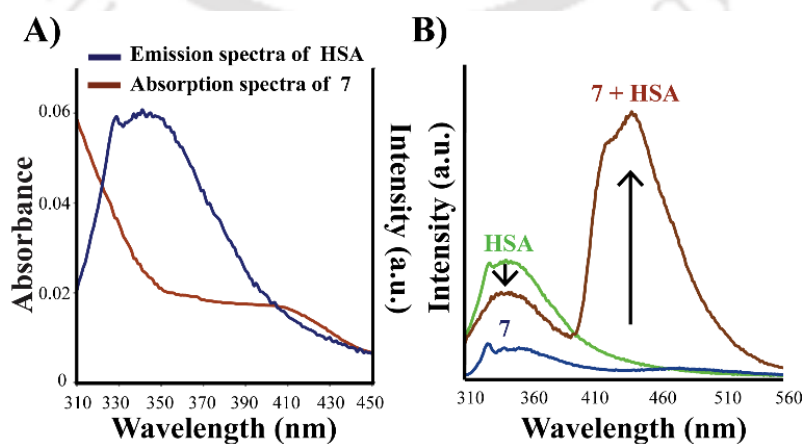 A)
Emission spectra of HSA
Absorption spectra of 7
0.06
0.04
0.02
0
Absorbance
Intensity (a.u.)
310 330 350 370 390 410 430 450
Wavelength (nm)
B)
7 + HSA
HSA
7
Intensity (a.u.)
310 360 410 460 510 560
Wavelength (nm)